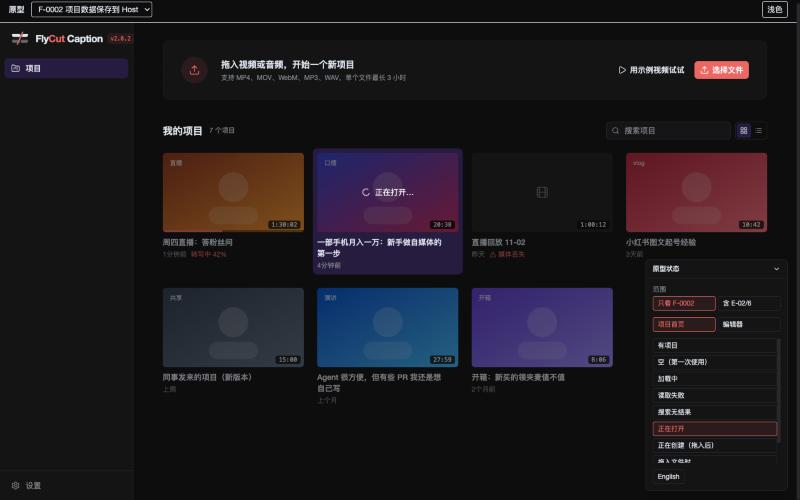 原型
F-0002 项目数据保存到 Host
浅色
FlyCut Caption
v2.0.2
项目
拖入视频或音频，开始一个新项目
支持 MP4、MOV、WebM、MP3、WAV，单个文件最长 3 小时
用示例视频试试
选择文件
我的项目
7 个项目
搜索项目
直播
1:30:02
周四直播：答粉丝问
1分钟前 转写中 42%
口播
正在打开…
20:30
一部手机月入一万：新手做自媒体的
第一步
4分钟前
1:00:12
直播回放 11-02
昨天 媒体丢失
vlog
10:42
小红书图文起号经验
3天前
共享
15:00
同事发来的项目（新版本）
上周
演讲
27:59
Agent 很方便，但有些 PR 我还是想
自己写
上个月
开箱
8:06
开箱：新买的领夹麦值不值
2个月前
原型状态
范围
只看 F-0002
含 E-02/6
项目首页
编辑器
有项目
空（第一次使用）
加载中
读取失败
搜索无结果
正在打开
正在创建（拖入后）
拖入文件时
English
设置